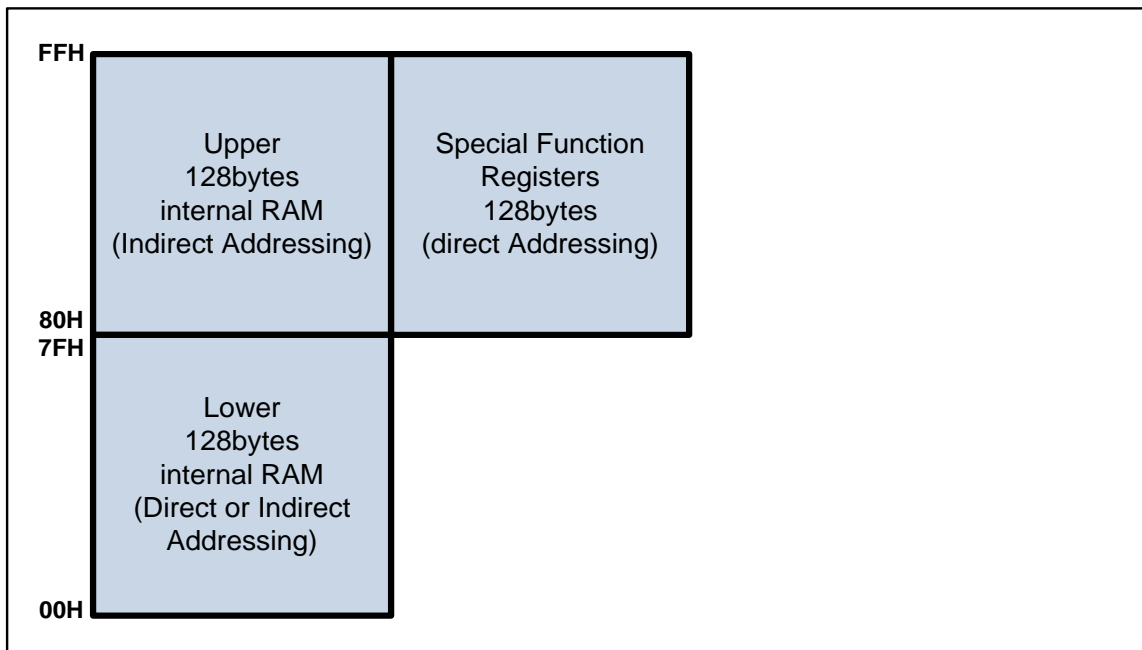 FFH
Upper
128bytes
internal RAM
(Indirect Addressing)
Special Function
Registers
128bytes
(direct Addressing)
80H
7FH
Lower
128bytes
internal RAM
(Direct or Indirect
Addressing)
00H